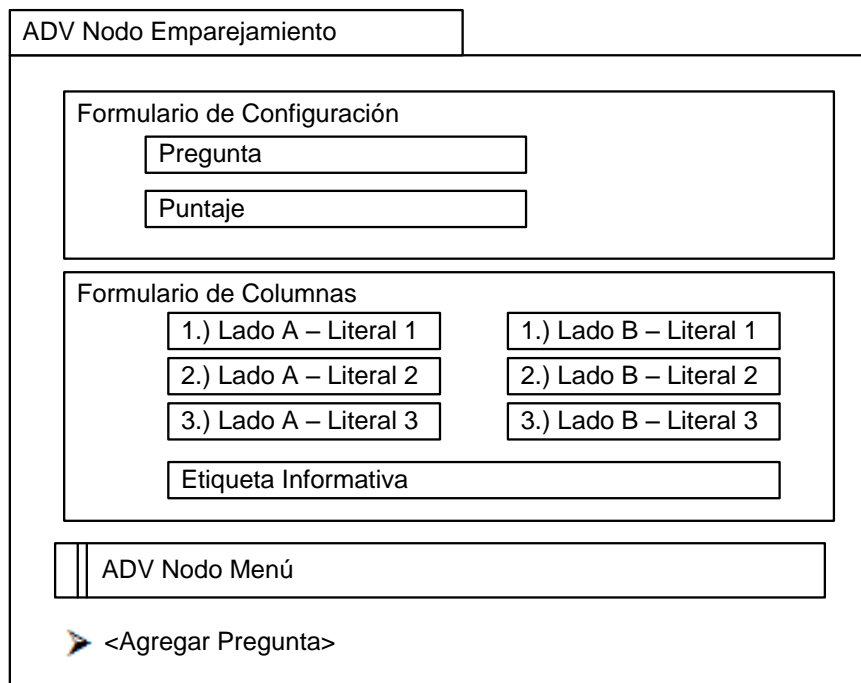 ADV Nodo Emparejamiento
Formulario de Configuración
Pregunta
Puntaje
Formulario de Columnas
1.) Lado A – Literal 1
1.) Lado B – Literal 1
2.) Lado A – Literal 2
2.) Lado B – Literal 2
3.) Lado A – Literal 3
3.) Lado B – Literal 3
Etiqueta Informativa
ADV Nodo Menú
<Agregar Pregunta>